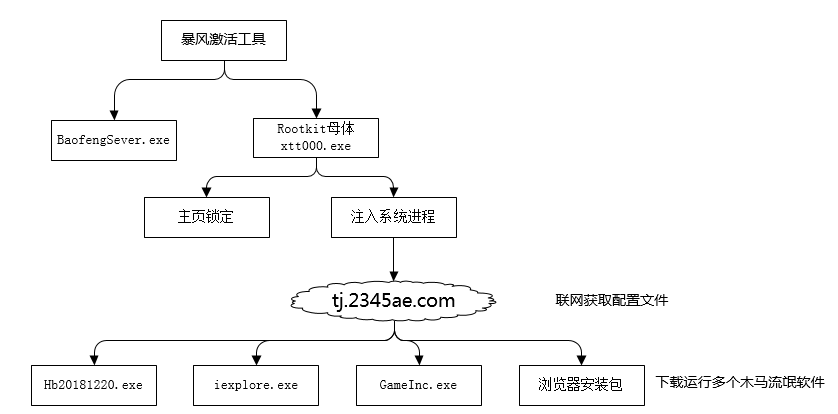 暴风激活工具
BaofengSever.exe
Rootkit母体
xtt000.exe
主页锁定
注入系统进程
tj.2345ae.com
联网获取配置文件
Hb20181220.exe
iexplore.exe
GameInc.exe
浏览器安装包
下载运行多个木马流氓软件